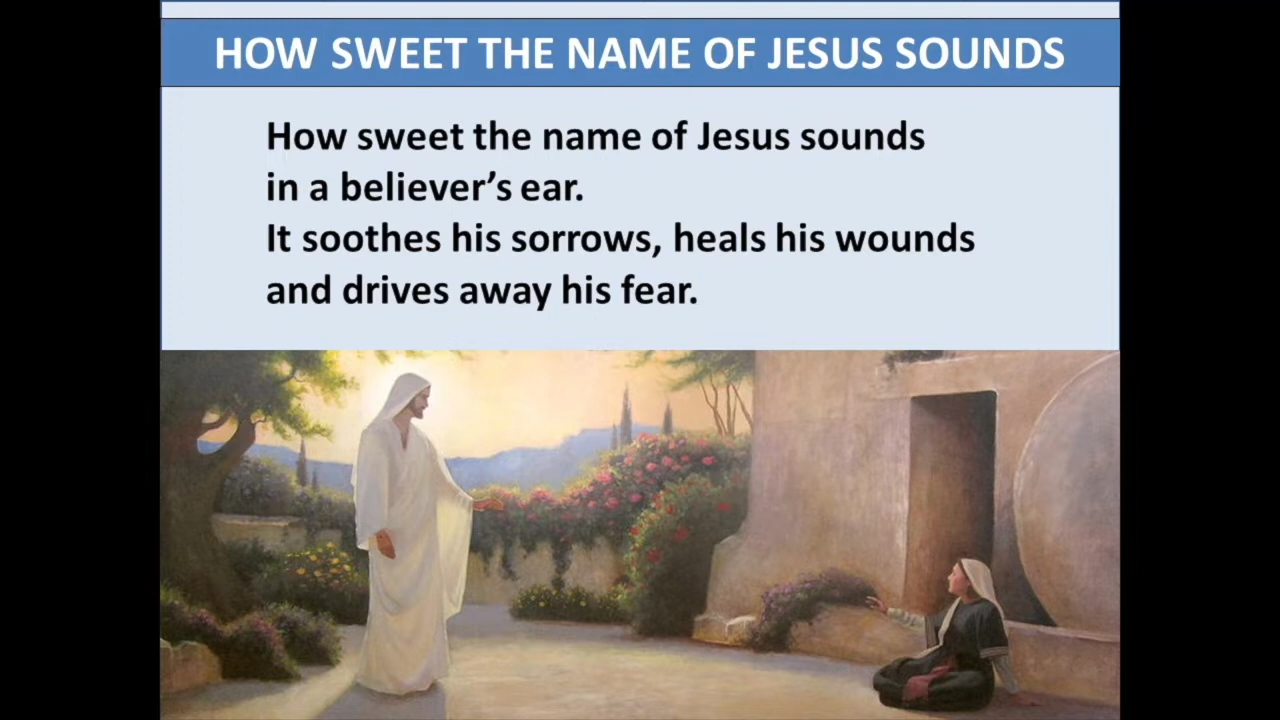 HOW SWEET THE NAME OF JESUS SOUNDS
How sweet the name of Jesus sounds
in a believer’s ear.
It soothes his sorrows, heals his wounds
and drives away his fear.